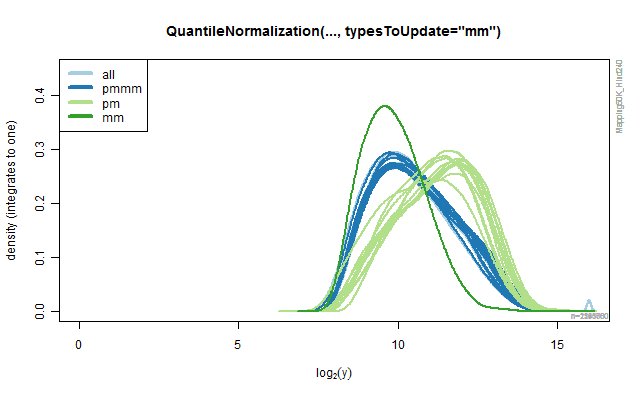 QuantileNormalization(..., typesToUpdate="mm")
all
pmmm
pm
mm
density (integrates to one)
0.0
0.1
0.2
0.3
0.4
0
5
10
15
log₂(y)